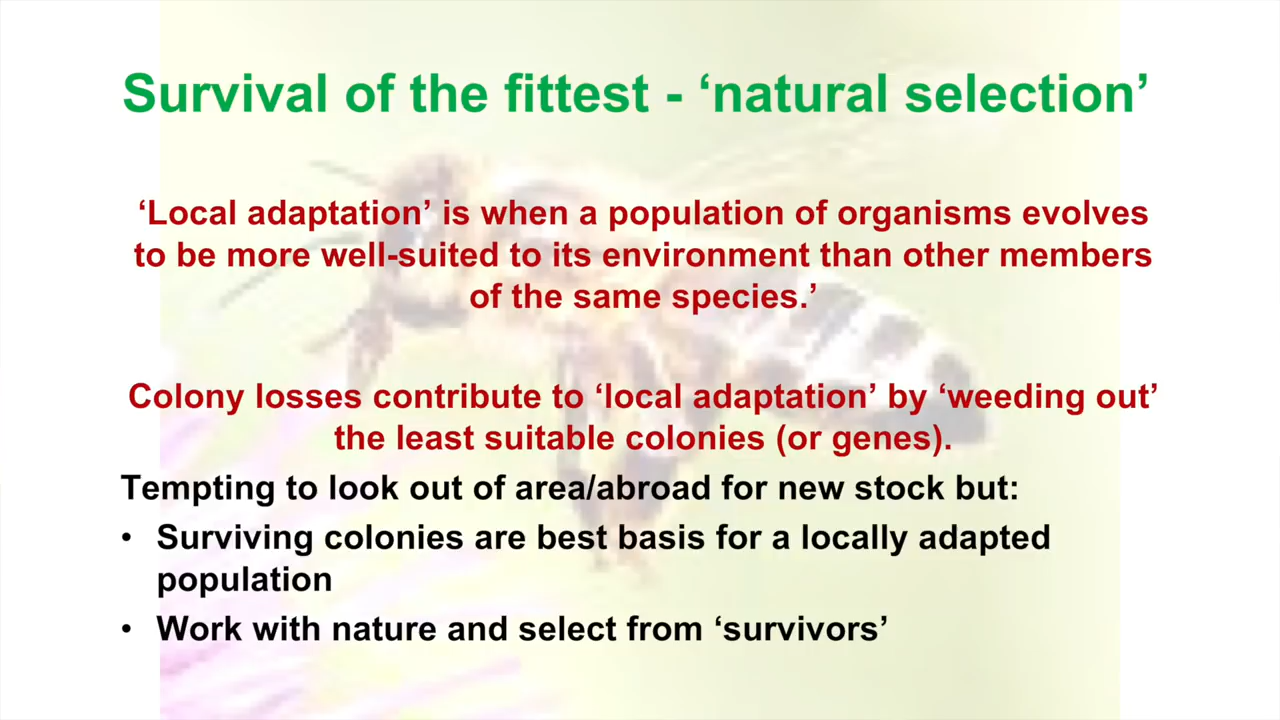 Survival of the fittest - ‘natural selection’
‘Local adaptation’ is when a population of organisms evolves
to be more well-suited to its environment than other members
of the same species.’
Colony losses contribute to ‘local adaptation’ by ‘weeding out’
the least suitable colonies (or genes).
Tempting to look out of area/abroad for new stock but:
• Surviving colonies are best basis for a locally adapted
population
• Work with nature and select from ‘survivors’